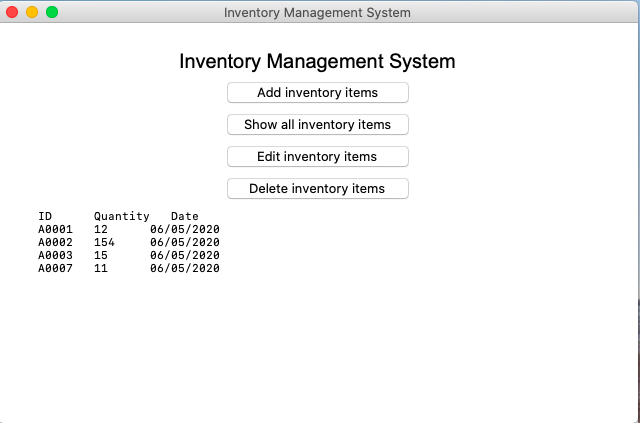 Inventory Management System
Inventory Management System
Add inventory items
Show all inventory items
Edit inventory items
Delete inventory items
ID Quantity Date
A0001 12 06/05/2020
A0002 154 06/05/2020
A0003 15 06/05/2020
A0007 11 06/05/2020